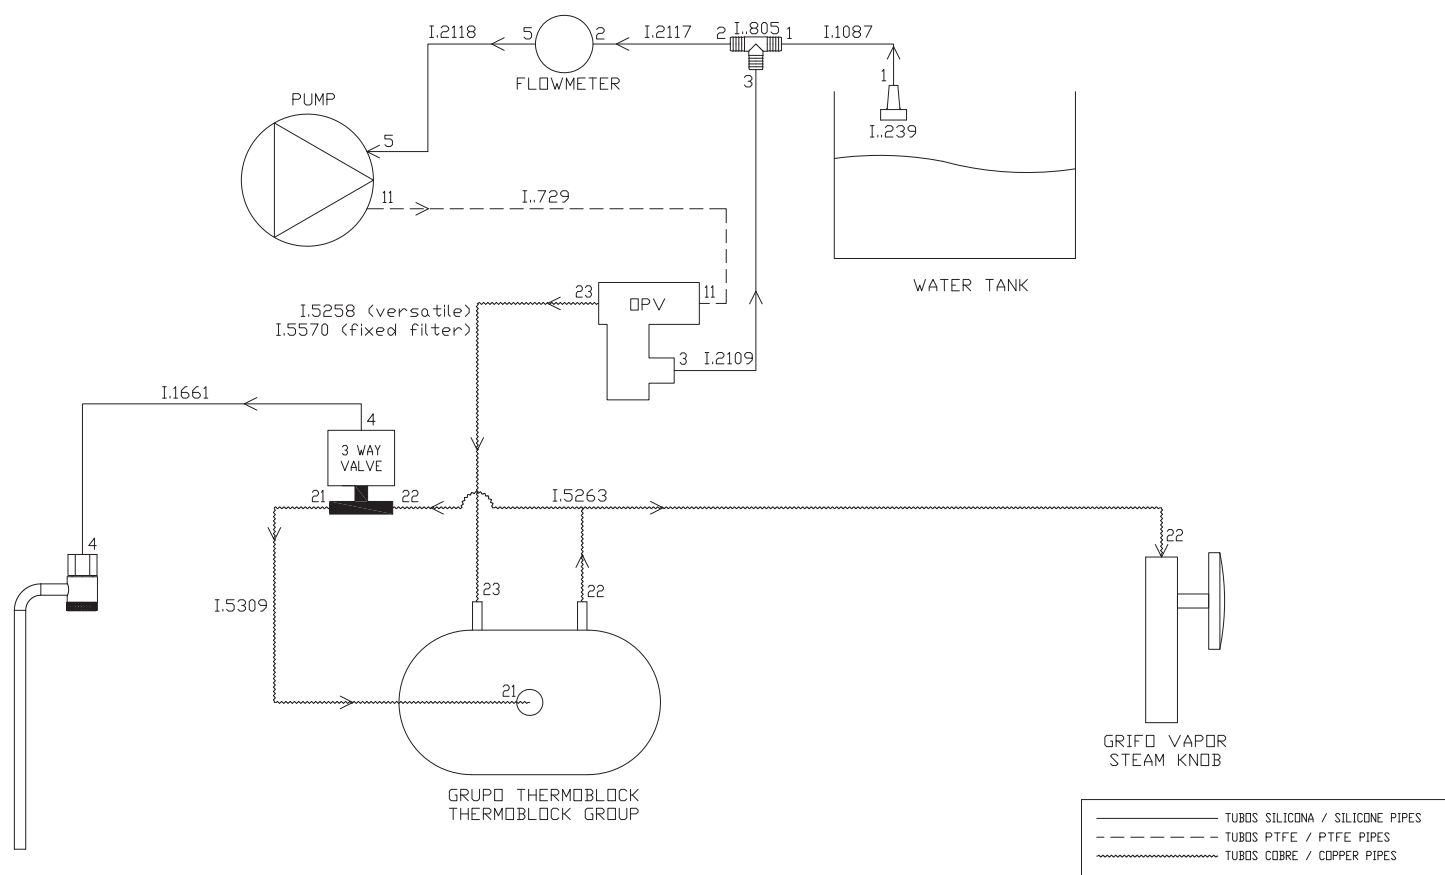 I.2118
5
2
I.2117
2
I..805
1
I.1087
FLOWMETER
3
1
PUMP
I..239
5
11
I..729
WATER TANK
23
OPV
11
I.5258 (versatile)
I.5570 (fixed filter)
3
I.2109
I.1661
4
3 WAY
VALVE
21
22
I.5263
22
4
23
22
I.5309
21
GRIFO VAPOR
STEAM KNOB
GRUPO THERMOBLOCK
THERMOBLOCK GROUP
TUBOS SILICONA / SILICONE PIPES
TUBOS PTFE / PTFE PIPES
TUBOS COBRE / COPPER PIPES